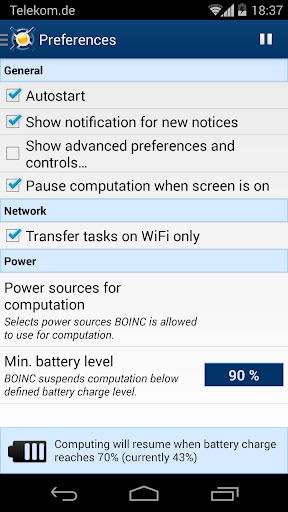 Telekom.de 18:37
Preferences
General
Autostart
Show notification for new notices
Show advanced preferences and
controls…
Pause computation when screen is on
Network
Transfer tasks on WiFi only
Power
Power sources for
computation
Selects power sources BOINC is allowed
to use for computation.
Min. battery level
BOINC suspends computation below
defined battery charge level.
90 %
Computing will resume when battery charge
reaches 70% (currently 43%)